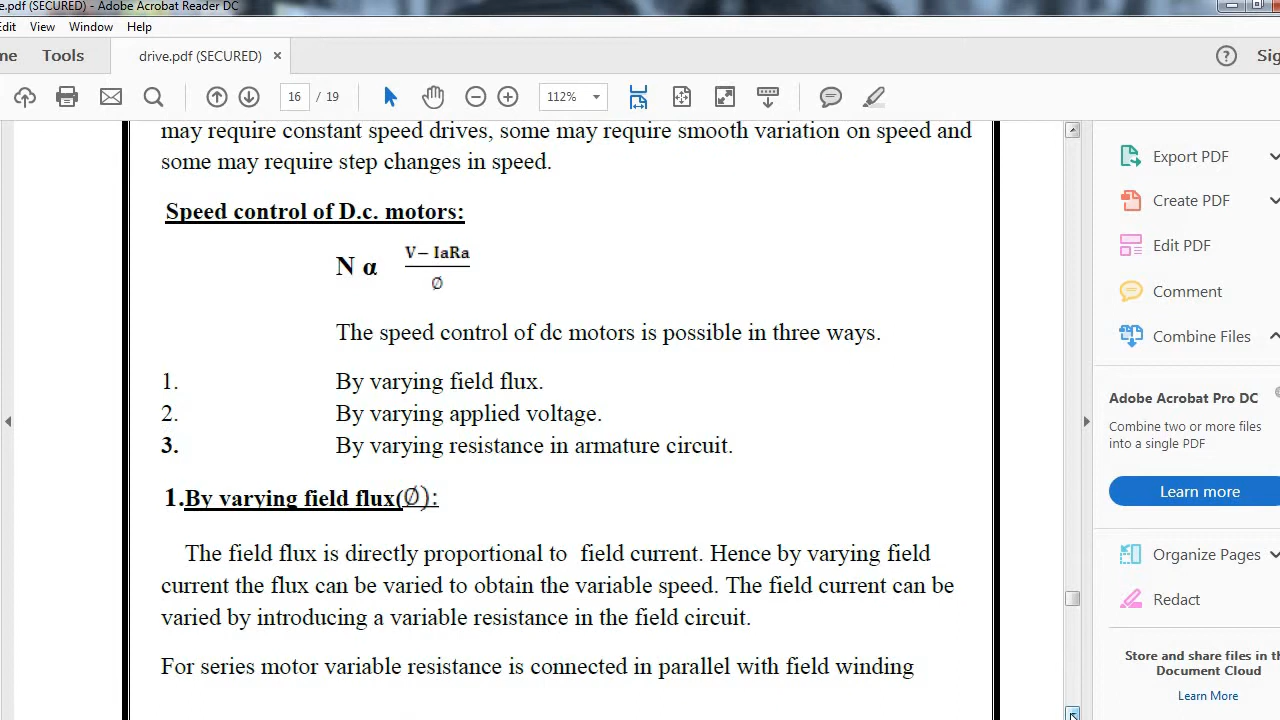 e.pdf (SECURED) - Adobe Acrobat Reader DC
Edit View Window Help
me Tools drive.pdf (SECURED) × ? Sig
16 / 19 112%
may require constant speed drives, some may require smooth variation on speed and
some may require step changes in speed.
Speed control of D.c. motors:
N α V– IaRa / Ø
The speed control of dc motors is possible in three ways.
1. By varying field flux.
2. By varying applied voltage.
3. By varying resistance in armature circuit.
1.By varying field flux(Ø):
The field flux is directly proportional to field current. Hence by varying field
current the flux can be varied to obtain the variable speed. The field current can be
varied by introducing a variable resistance in the field circuit.
For series motor variable resistance is connected in parallel with field winding
Export PDF
Create PDF
Edit PDF
Comment
Combine Files
Adobe Acrobat Pro DC
Combine two or more files
into a single PDF
Learn more
Organize Pages
Redact
Store and share files in th
Document Cloud
Learn More